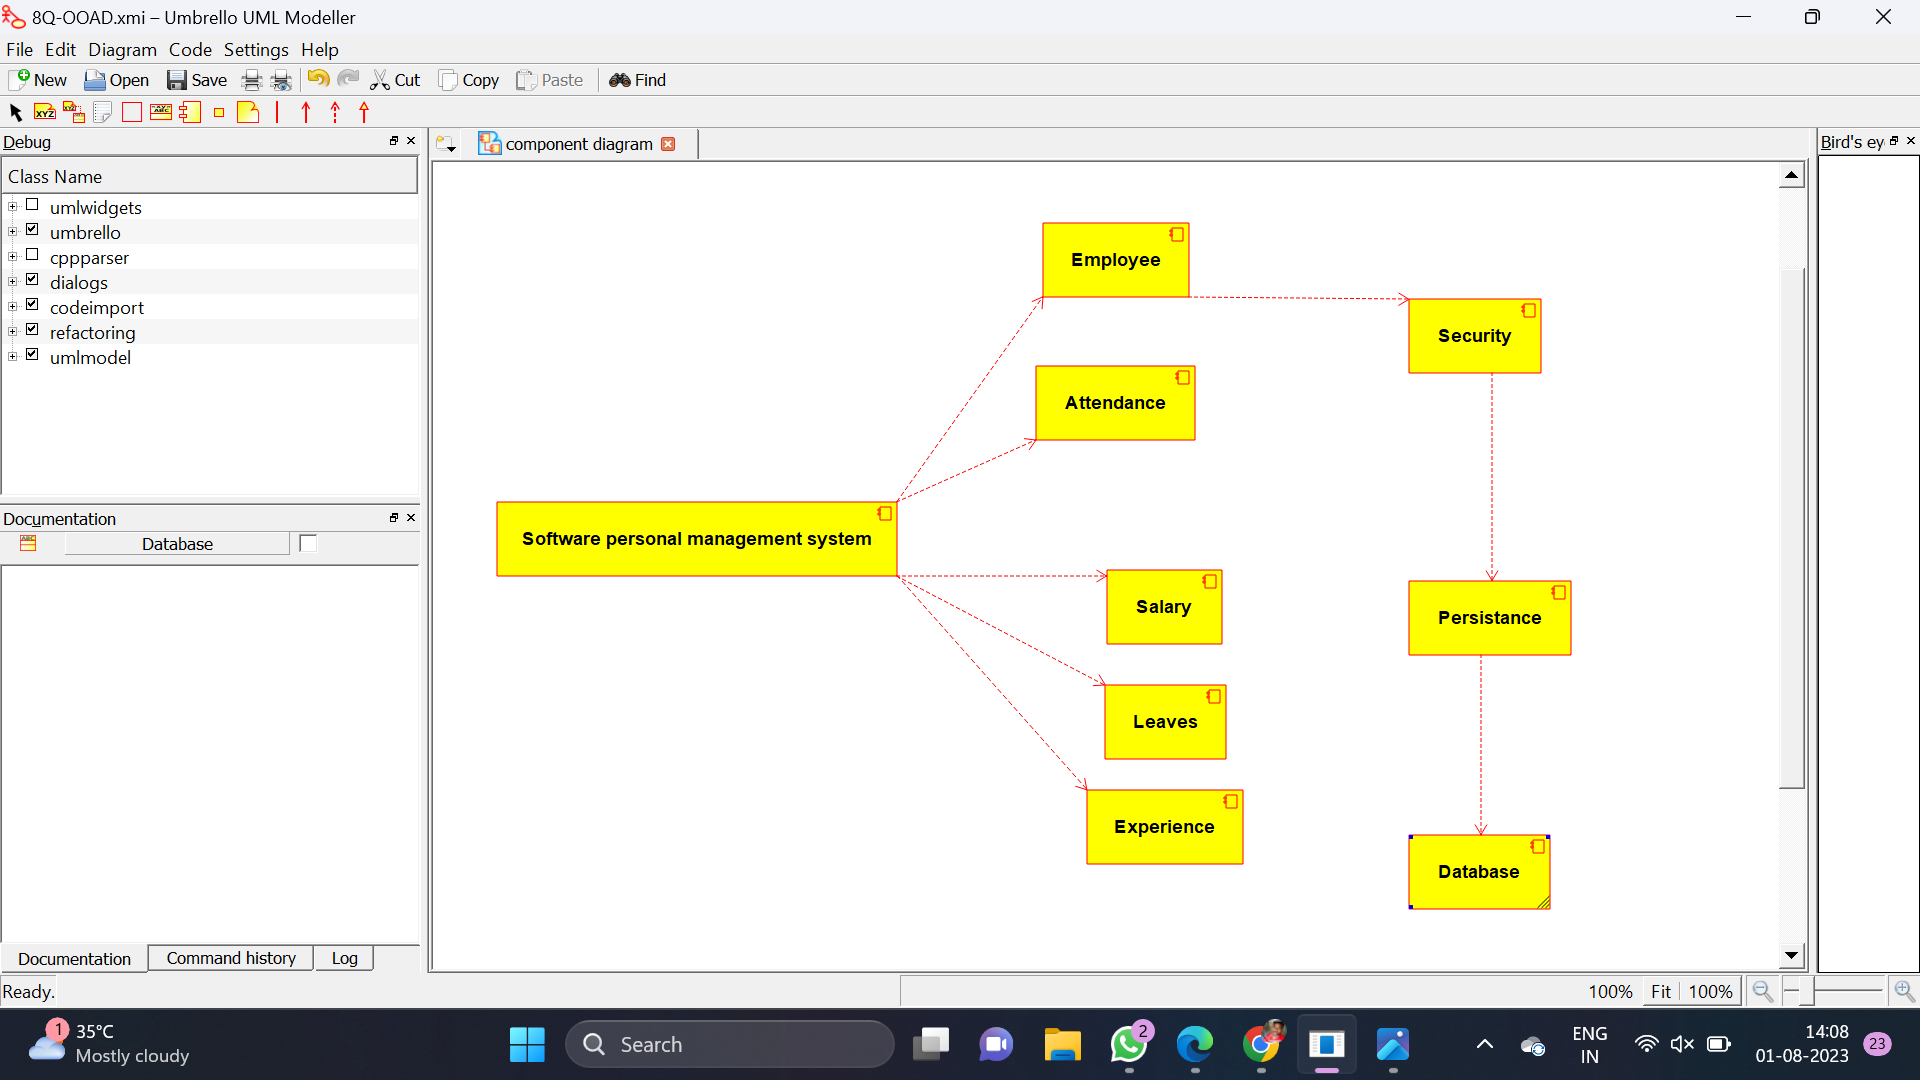 8Q-OOAD.xmi – Umbrello UML Modeller
File Edit Diagram Code Settings Help
New Open Save Cut Copy Paste Find
XYZ XYZ ABC
Debug
Class Name
umlwidgets
umbrello
cppparser
dialogs
codeimport
refactoring
umlmodel
Documentation
Database
Documentation Command history Log
Ready.
component diagram
Employee
Security
Attendance
Software personal management system
Salary
Persistance
Leaves
Experience
Database
Bird's ey
100% Fit 100%
1
35°C
Mostly cloudy
Search
2
ENG
IN
14:08
01-08-2023
23